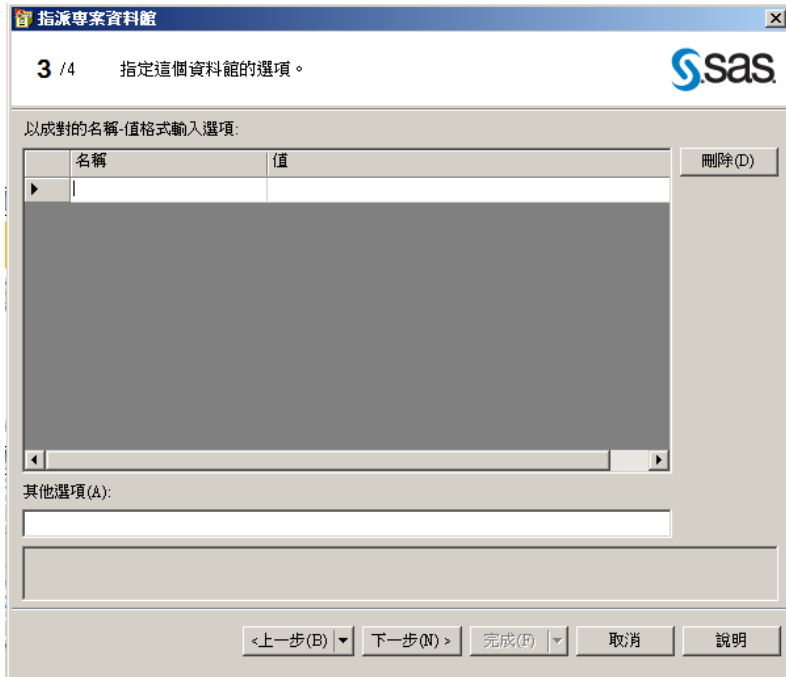 指派專案資料館
3 /4 指定這個資料館的選項。
sas
以成對的名稱-值格式輸入選項:
名稱 值
刪除(D)
其他選項(A):
<上一步(B) 下一步(N) > 完成(F) 取消 說明